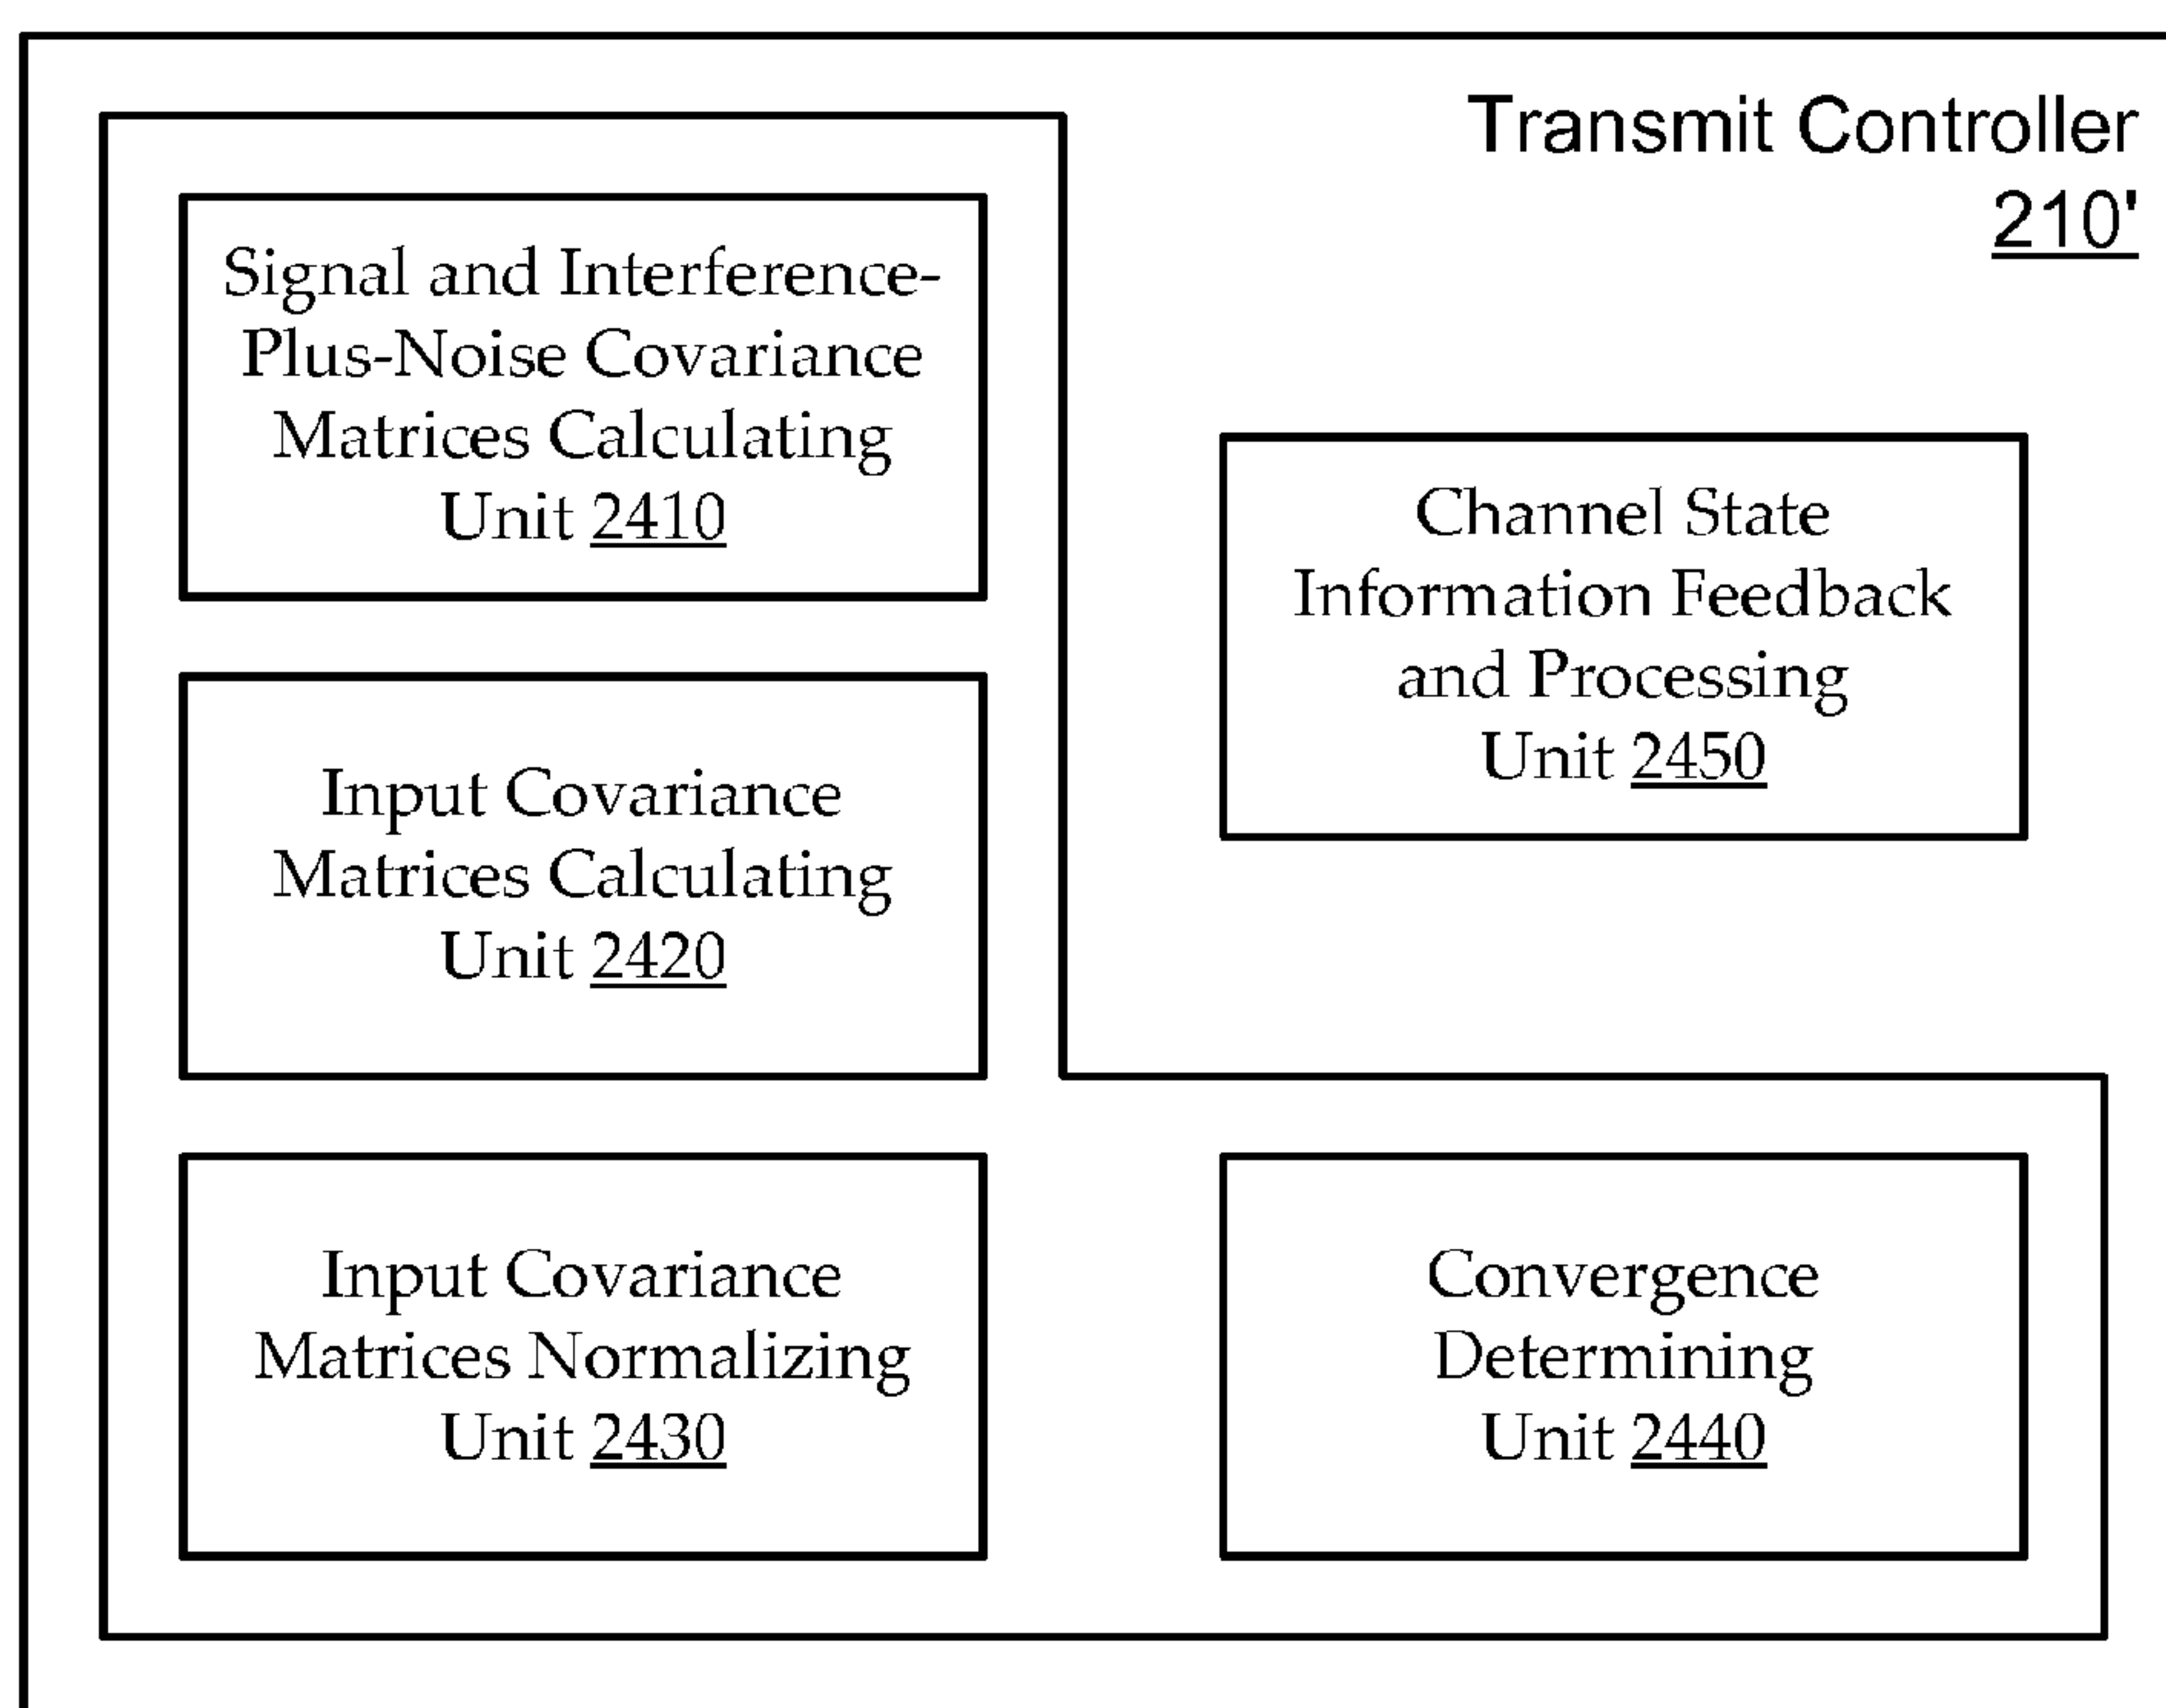 Transmit Controller
210'
Signal and Interference-
Plus-Noise Covariance
Matrices Calculating
Unit 2410
Channel State
Information Feedback
and Processing
Unit 2450
Input Covariance
Matrices Calculating
Unit 2420
Input Covariance
Matrices Normalizing
Unit 2430
Convergence
Determining
Unit 2440